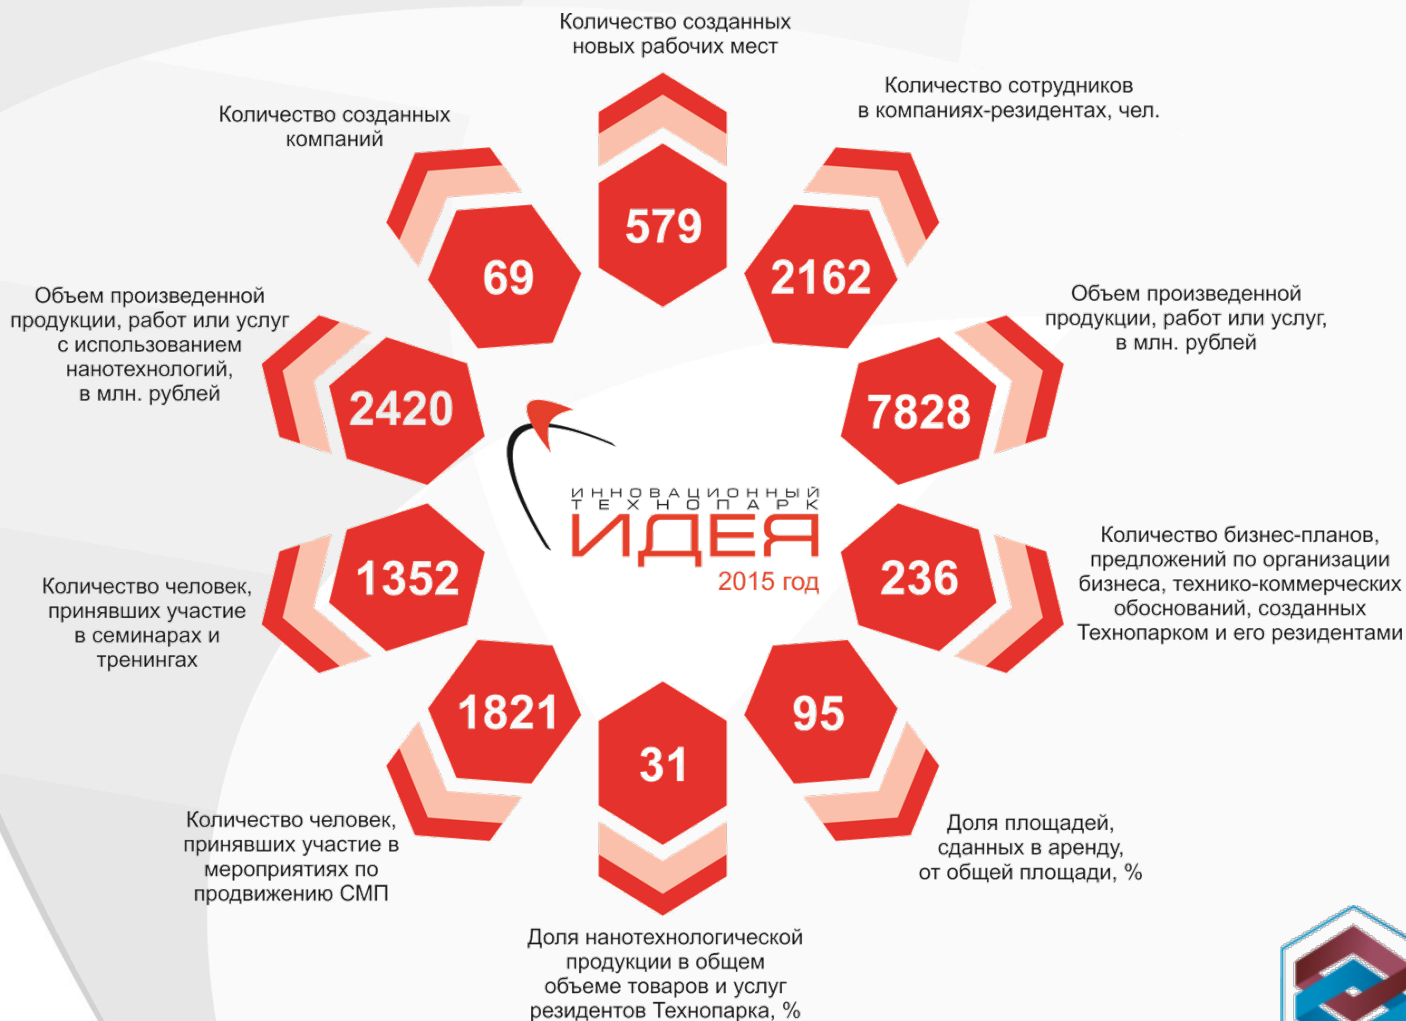 Количество созданных
новых рабочих мест
579
Количество сотрудников
в компаниях-резидентах, чел.
2162
Объем произведенной
продукции, работ или услуг,
в млн. рублей
7828
Количество бизнес-планов,
предложений по организации
бизнеса, технико-коммерческих
обоснований, созданных
Технопарком и его резидентами
236
Доля площадей,
сданных в аренду,
от общей площади, %
95
Доля нанотехнологической
продукции в общем
объеме товаров и услуг
резидентов Технопарка, %
31
Количество человек,
принявших участие в
мероприятиях по
продвижению СМП
1821
Количество человек,
принявших участие
в семинарах и
тренингах
1352
Объем произведенной
продукции, работ или услуг
с использованием
нанотехнологий,
в млн. рублей
2420
Количество созданных
компаний
69
ИННОВАЦИОННЫЙ
ТЕХНОПАРК
ИДЕЯ
2015 год